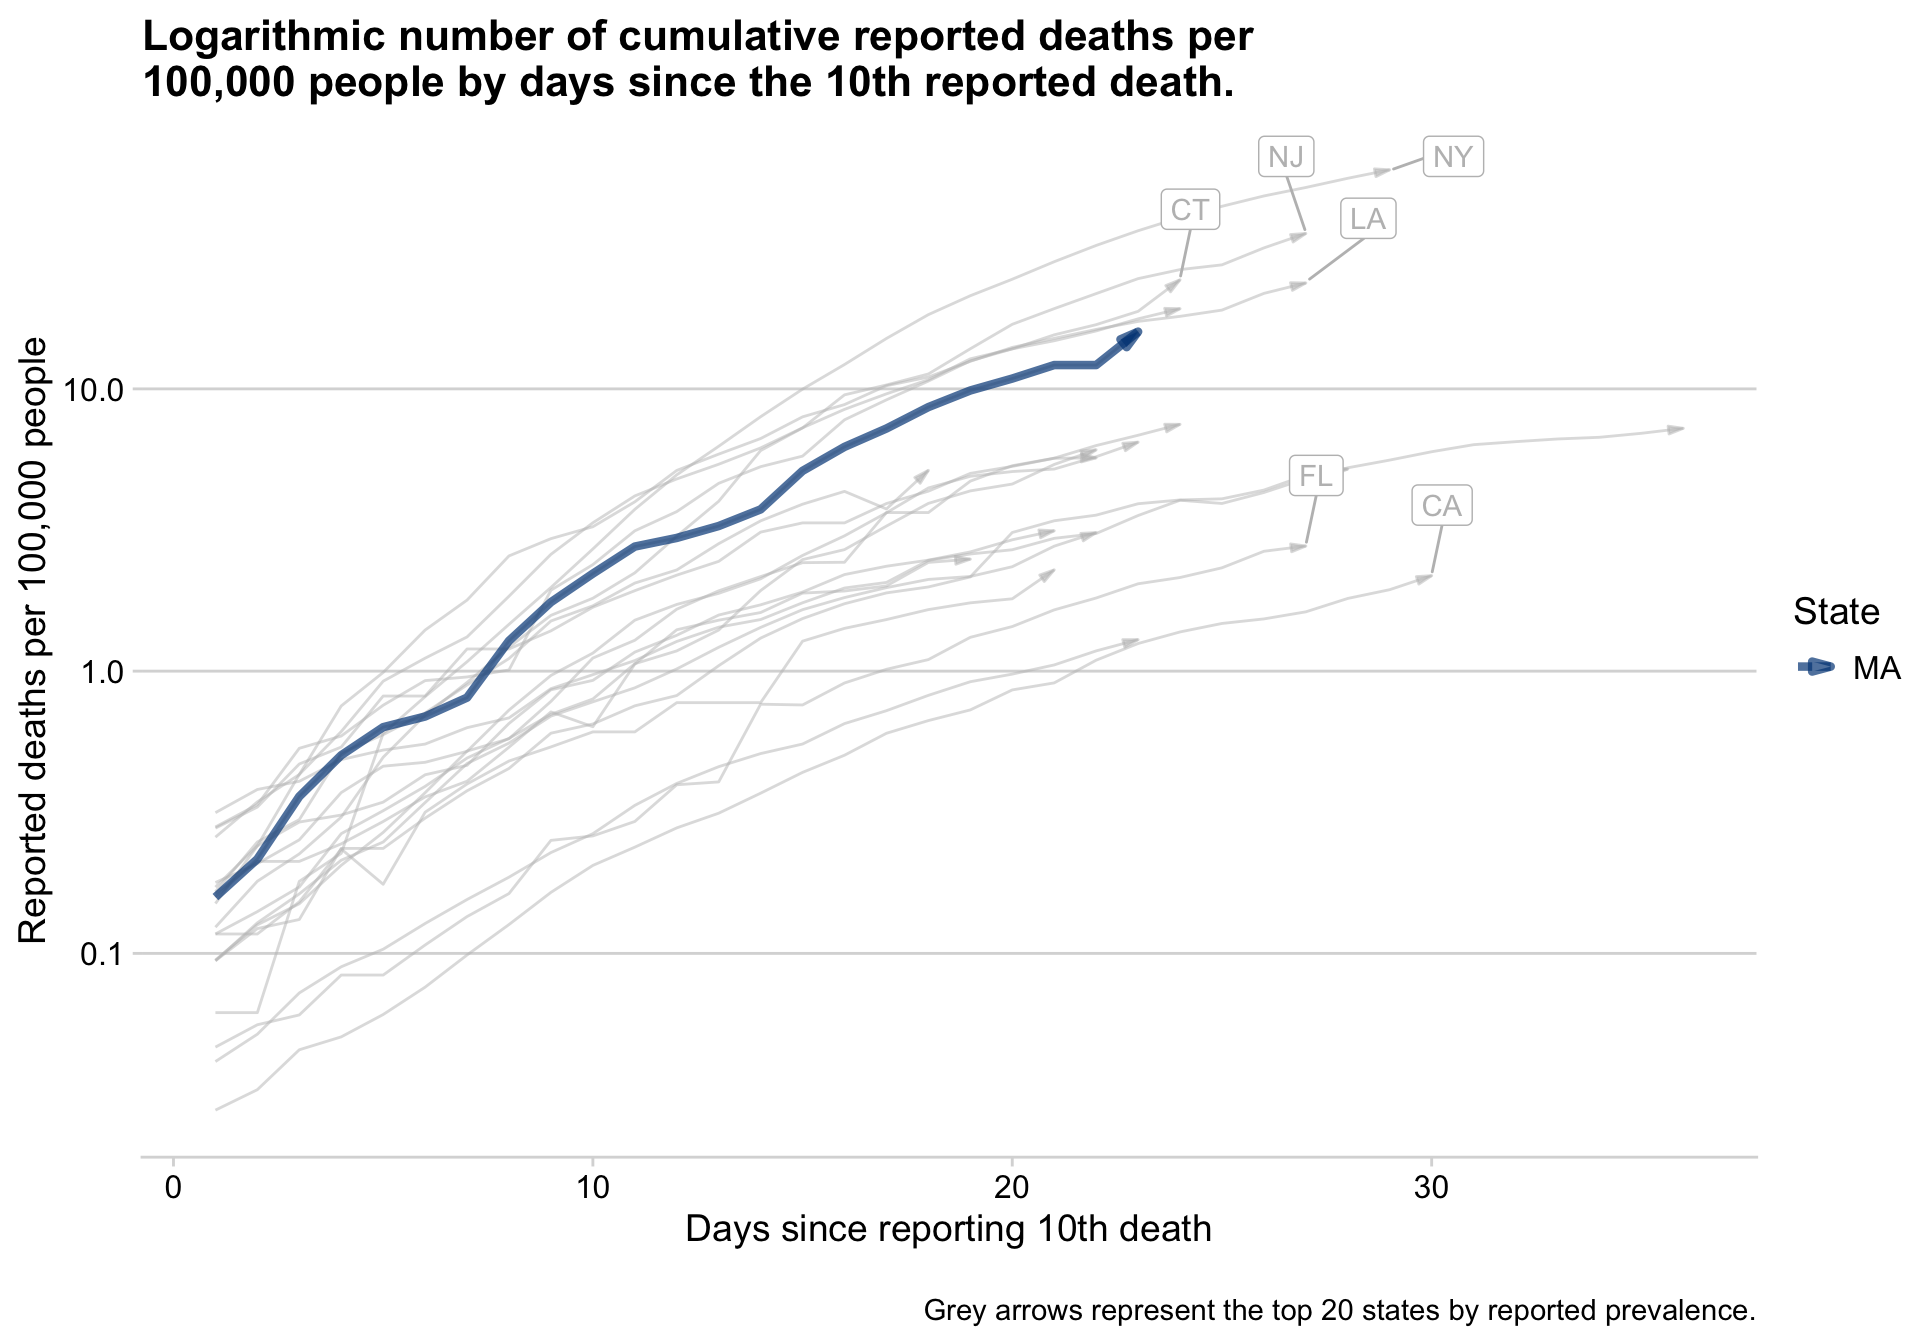 Logarithmic number of cumulative reported deaths per
100,000 people by days since the 10th reported death.
NJ
NY
CT
LA
FL
CA
Reported deaths per 100,000 people
10.0
1.0
0.1
State
MA
0
10
20
30
Days since reporting 10th death
Grey arrows represent the top 20 states by reported prevalence.